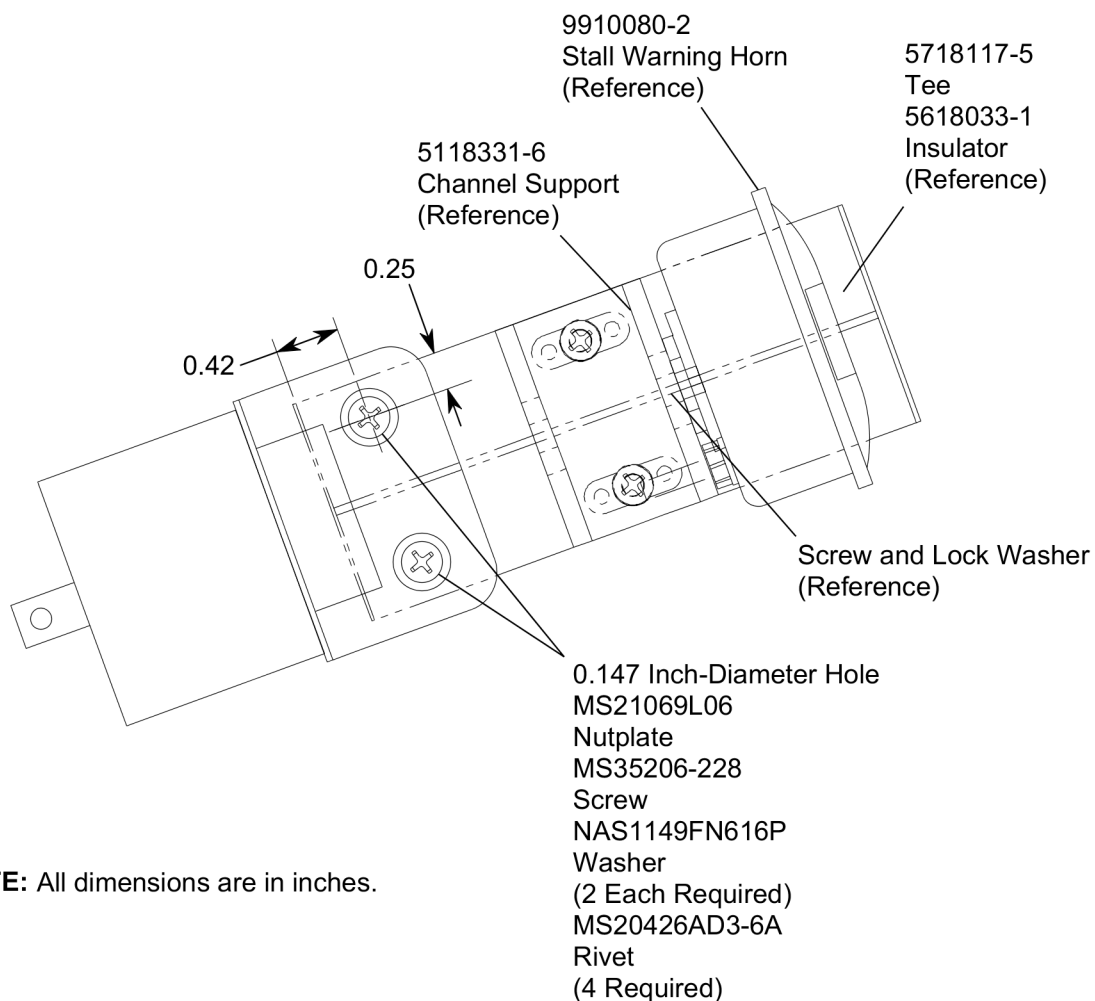 9910080-2
Stall Warning Horn
(Reference)
5718117-5
Tee
5618033-1
Insulator
(Reference)
5118331-6
Channel Support
(Reference)
0.25
0.42
Screw and Lock Washer
(Reference)
0.147 Inch-Diameter Hole
MS21069L06
Nutplate
MS35206-228
Screw
NAS1149FN616P
Washer
(2 Each Required)
MS20426AD3-6A
Rivet
(4 Required)
TE: All dimensions are in inches.